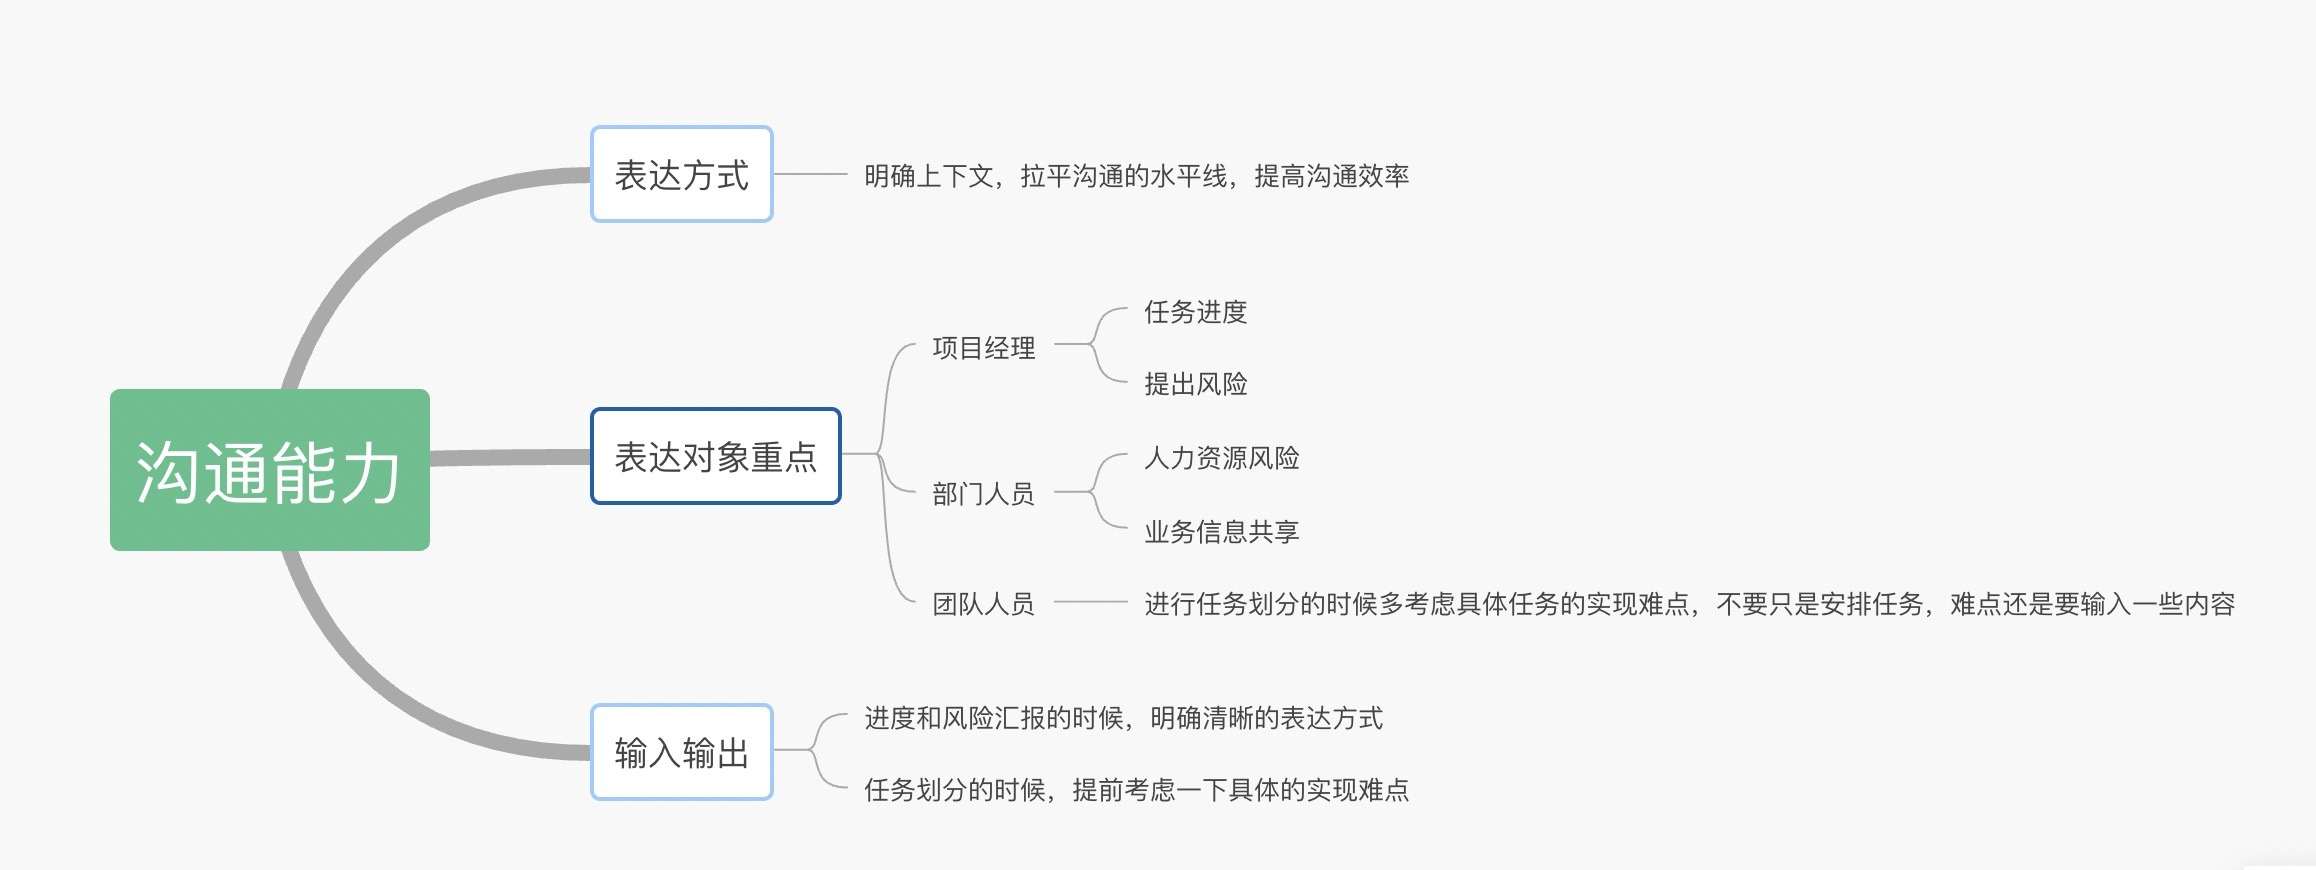 沟通能力
表达方式
明确上下文，拉平沟通的水平线，提高沟通效率
表达对象重点
项目经理
任务进度
提出风险
部门人员
人力资源风险
业务信息共享
团队人员
进行任务划分的时候多考虑具体任务的实现难点，不要只是安排任务，难点还是要输入一些内容
输入输出
进度和风险汇报的时候，明确清晰的表达方式
任务划分的时候，提前考虑一下具体的实现难点